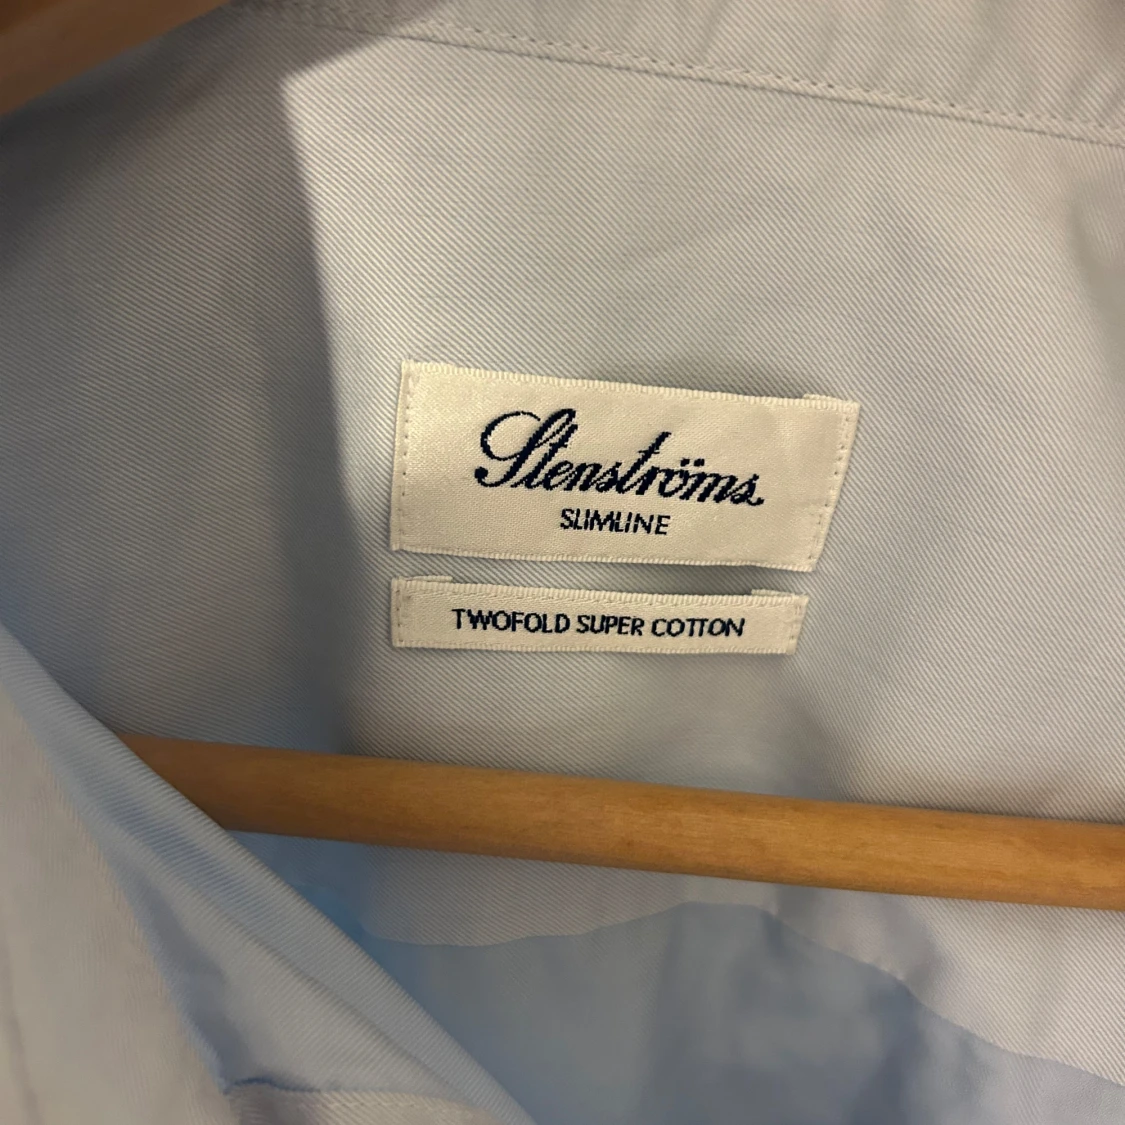 Stenströms
SLIMLINE
TWOFOLD SUPER COTTON